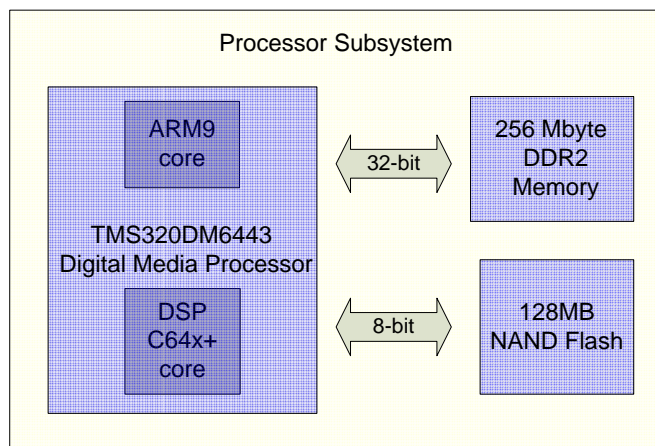 Processor Subsystem
ARM9
core
TMS320DM6443
Digital Media Processor
DSP
C64x+
core
32-bit
8-bit
256 Mbyte
DDR2
Memory
128MB
NAND Flash